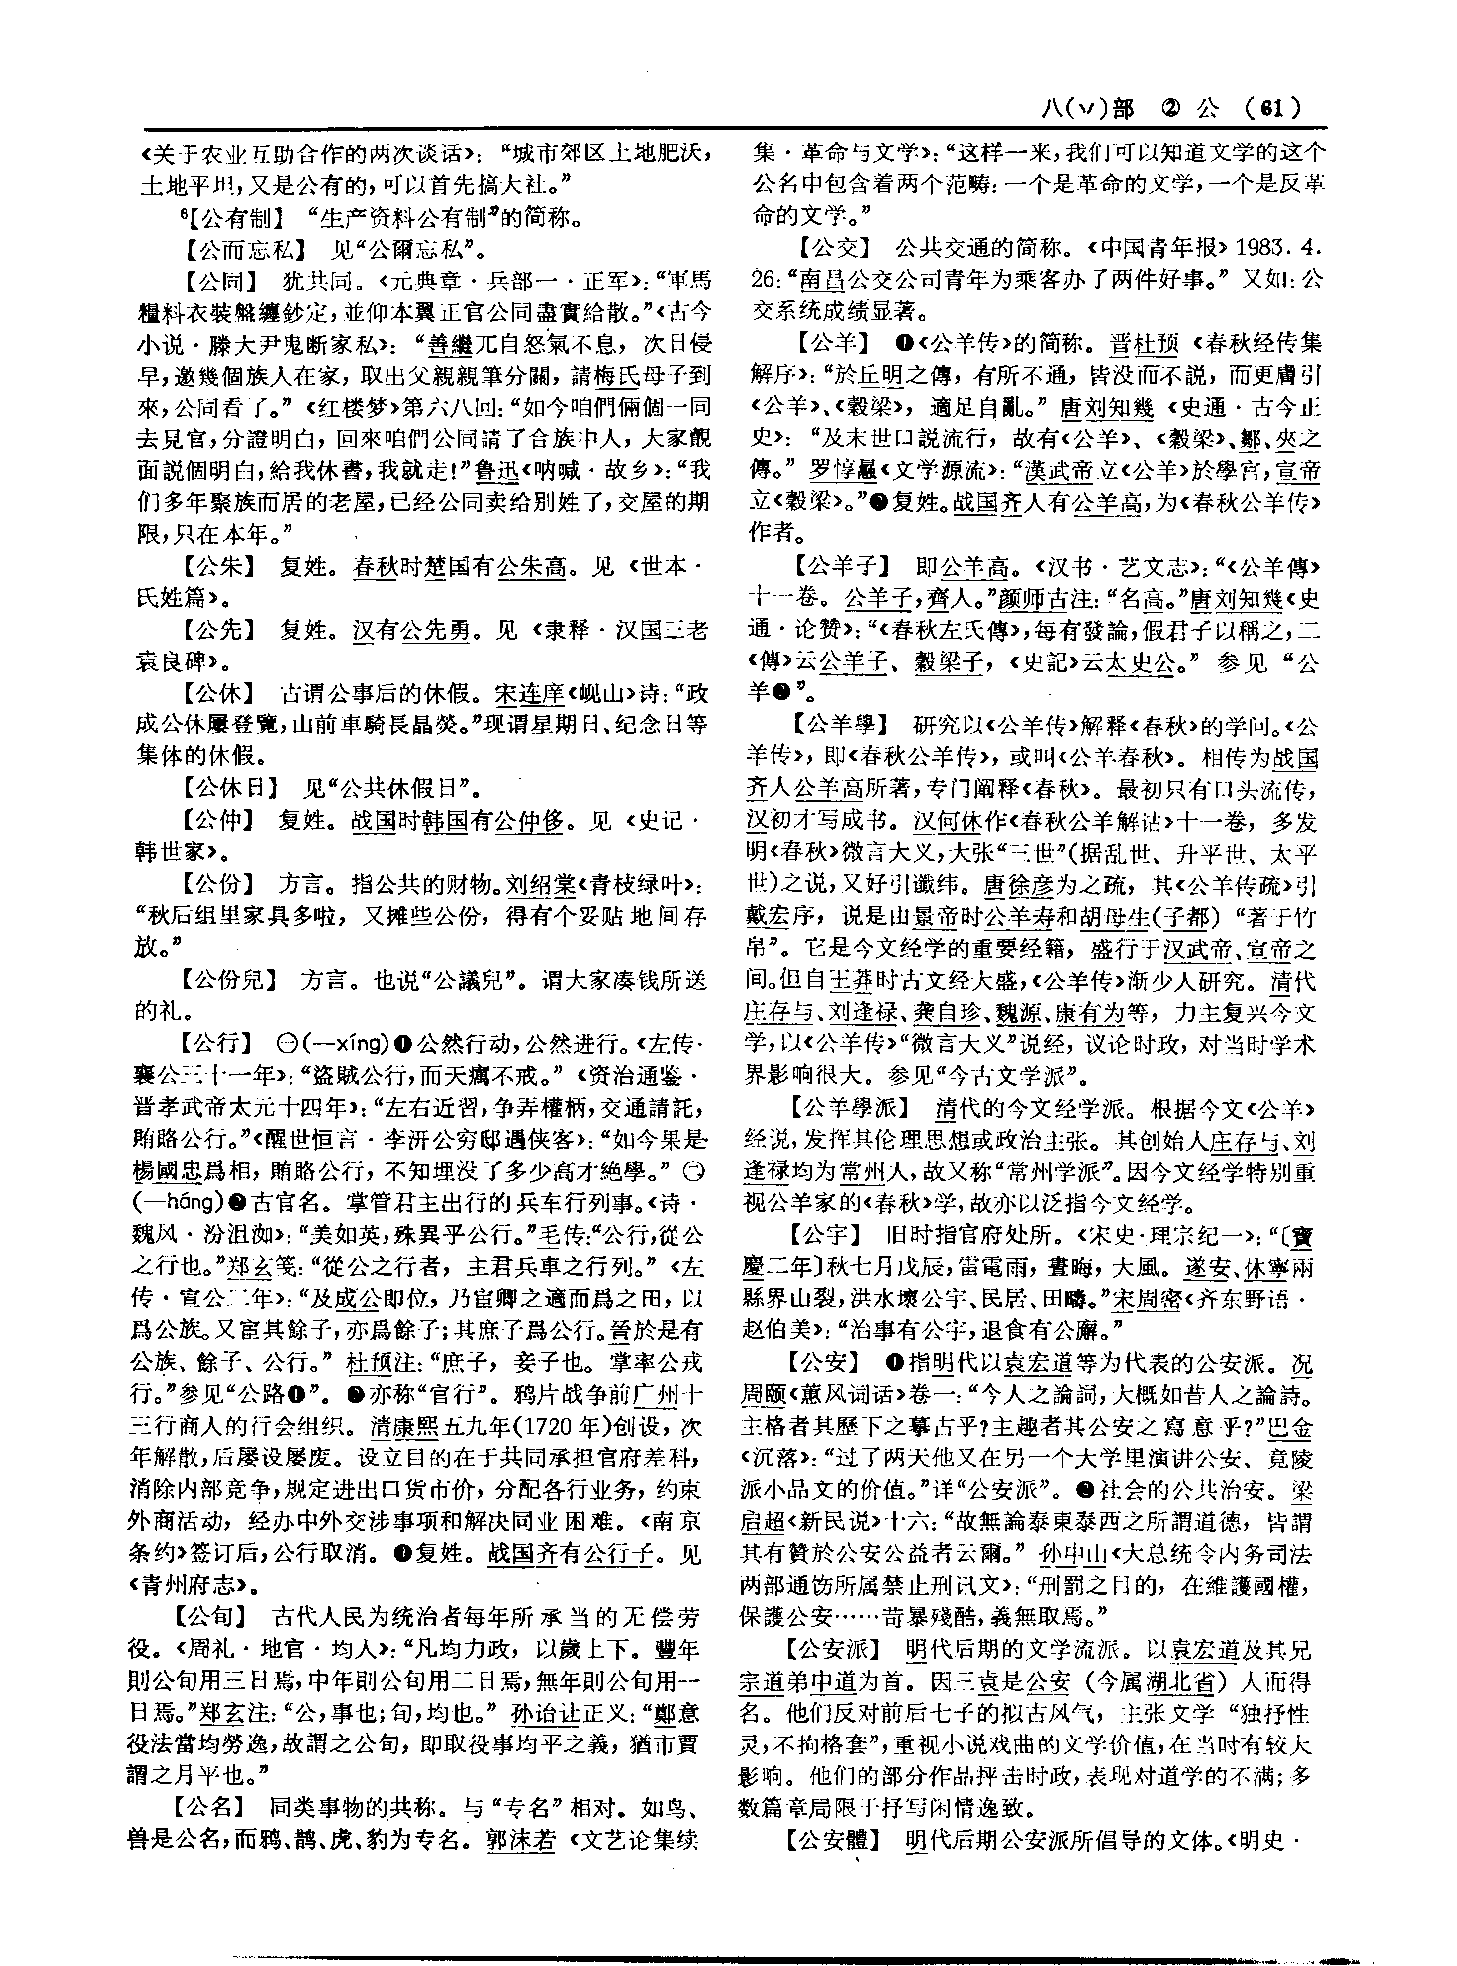 八(丷)部 ② 公 (61)
《关于农业互助合作的两次谈话》：“城市郊区土地肥沃，
土地平坦，又是公有的，可以首先搞大社。”
6【公有制】 “生产资料公有制”的简称。
【公而忘私】 见“公爾忘私”。
【公同】 犹共同。《元典章·兵部一·正军》：“軍馬
糧料衣裝盤纏鈔定，並仰本翼正官公同盡實給散。”《古今
小说·滕大尹鬼断家私》：“善繼兀自怒氣不息，次日侵
早，邀幾個族人在家，取出父親親筆分關，請梅氏母子到
來，公同看了。”《红楼梦》第六八回：“如今咱們倆個一同
去見官，分證明白，回來咱們公同請了合族中人，大家覿
面説個明白，給我休書，我就走！”鲁迅《呐喊·故乡》：“我
们多年聚族而居的老屋，已经公同卖给别姓了，交屋的期
限，只在本年。”
【公朱】 复姓。春秋时楚国有公朱高。见《世本·
氏姓篇》。
【公先】 复姓。汉有公先勇。见《隶释·汉国三老
袁良碑》。
【公休】 古谓公事后的休假。宋连庠《岘山》诗：“政
成公休屢登覽，山前車騎長晶熒。”现谓星期日、纪念日等
集体的休假。
【公休日】 见“公共休假日”。
【公仲】 复姓。战国时韩国有公仲侈。见《史记·
韩世家》。
【公份】 方言。指公共的财物。刘绍棠《青枝绿叶》：
“秋后组里家具多啦，又摊些公份，得有个妥贴地间存
放。”
【公份兒】 方言。也说“公議兒”。谓大家凑钱所送
的礼。
【公行】 ㊀(—xíng)❶公然行动，公然进行。《左传·
襄公三十一年》：“盜賊公行，而天癘不戒。”《资治通鉴·
晋孝武帝太元十四年》：“左右近習，争弄權柄，交通請託，
賄賂公行。”《醒世恒言·李汧公穷邸遇侠客》：“如今果是
楊國忠爲相，賄賂公行，不知埋没了多少高才絶學。” ㊁
(—háng)❶古官名。掌管君主出行的兵车行列事。《诗·
魏风·汾沮洳》：“美如英，殊異乎公行。”毛传：“公行，從公
之行也。”郑玄笺：“從公之行者，主君兵車之行列。”《左
传·宣公二年》：“及成公即位，乃宦卿之適而爲之田，以
爲公族。又宦其餘子，亦爲餘子；其庶子爲公行。晉於是有
公族、餘子、公行。”杜预注：“庶子，妾子也。掌率公戎
行。”参见“公路❶”。❷亦称“官行”。鸦片战争前广州十
三行商人的行会组织。清康熙五九年(1720年)创设，次
年解散，后屡设屡废。设立目的在于共同承担官府差科，
消除内部竞争，规定进出口货市价，分配各行业务，约束
外商活动，经办中外交涉事项和解决同业困难。《南京
条约》签订后，公行取消。❸复姓。战国齐有公行子。见
《青州府志》。
【公旬】 古代人民为统治者每年所承当的无偿劳
役。《周礼·地官·均人》：“凡均力政，以歲上下。豐年
則公旬用三日焉，中年則公旬用二日焉，無年則公旬用一
日焉。”郑玄注：“公，事也；旬，均也。”孙诒让正义：“鄭意
役法當均勞逸，故謂之公旬，即取役事均平之義，猶市賈
謂之月平也。”
【公名】 同类事物的共称。与“专名”相对。如鸟、
兽是公名，而鸦、鹊、虎、豹为专名。郭沫若《文艺论集续
集·革命与文学》：“这样一来，我们可以知道文学的这个
公名中包含着两个范畴：一个是革命的文学，一个是反革
命的文学。”
【公交】 公共交通的简称。《中国青年报》1983.4.
26：“南昌公交公司青年为乘客办了两件好事。”又如：公
交系统成绩显著。
【公羊】 ❶《公羊传》的简称。晋杜预《春秋经传集
解序》：“於丘明之傳，有所不通，皆没而不説，而更膚引
《公羊》、《穀梁》，適足自亂。”唐刘知幾《史通·古今正
史》：“及末世口説流行，故有《公羊》、《穀梁》、鄒、夾之
傳。”罗惇曧《文学源流》：“漢武帝立《公羊》於學官，宣帝
立《穀梁》。”❷复姓。战国齐人有公羊高，为《春秋公羊传》
作者。
【公羊子】 即公羊高。《汉书·艺文志》：“《公羊傳》
十一卷。公羊子，齊人。”颜师古注：“名高。”唐刘知幾《史
通·论赞》：“《春秋左氏傳》，每有發論，假君子以稱之，二
《傳》云公羊子、穀梁子，《史記》云太史公。”参见“公
羊❷”。
【公羊學】 研究以《公羊传》解释《春秋》的学问。《公
羊传》，即《春秋公羊传》，或叫《公羊春秋》。相传为战国
齐人公羊高所著，专门阐释《春秋》。最初只有口头流传，
汉初才写成书。汉何休作《春秋公羊解诂》十一卷，多发
明《春秋》微言大义，大张“三世”(据乱世、升平世、太平
世)之说，又好引谶纬。唐徐彦为之疏，其《公羊传疏》引
戴宏序，说是由景帝时公羊寿和胡母生(子都)“著于竹
帛”。它是今文经学的重要经籍，盛行于汉武帝、宣帝之
间。但自王莽时古文经大盛，《公羊传》渐少人研究。清代
庄存与、刘逢禄、龚自珍、魏源、康有为等，力主复兴今文
学，以《公羊传》“微言大义”说经，议论时政，对当时学术
界影响很大。参见“今古文学派”。
【公羊學派】 清代的今文经学派。根据今文《公羊》
经说，发挥其伦理思想或政治主张。其创始人庄存与、刘
逢禄均为常州人，故又称“常州学派”。因今文经学特别重
视公羊家的《春秋》学，故亦以泛指今文经学。
【公宇】 旧时指官府处所。《宋史·理宗纪一》：“〔寶
慶二年〕秋七月戊辰，雷電雨，晝晦，大風。遂安、休寧兩
縣界山裂，洪水壞公宇、民居、田疇。”宋周密《齐东野语·
赵伯美》：“治事有公宇，退食有公廨。”
【公安】 ❶指明代以袁宏道等为代表的公安派。况
周颐《蕙风词话》卷一：“今人之論詞，大概如昔人之論詩。
主格者其歷下之摹古乎？主趣者其公安之寫意乎？”巴金
《沉落》：“过了两天他又在另一个大学里演讲公安、竟陵
派小品文的价值。”详“公安派”。❷社会的公共治安。梁
启超《新民说》十六：“故無論泰東泰西之所謂道德，皆謂
其有贊於公安公益者云爾。”孙中山《大总统令内务司法
两部通饬所属禁止刑讯文》：“刑罰之目的，在維護國權，
保護公安……苛暴殘酷，義無取焉。”
【公安派】 明代后期的文学流派。以袁宏道及其兄
宗道弟中道为首。因三袁是公安（今属湖北省）人而得
名。他们反对前后七子的拟古风气，主张文学“独抒性
灵，不拘格套”，重视小说戏曲的文学价值，在当时有较大
影响。他们的部分作品抨击时政，表现对道学的不满；多
数篇章局限于抒写闲情逸致。
【公安體】 明代后期公安派所倡导的文体。《明史·